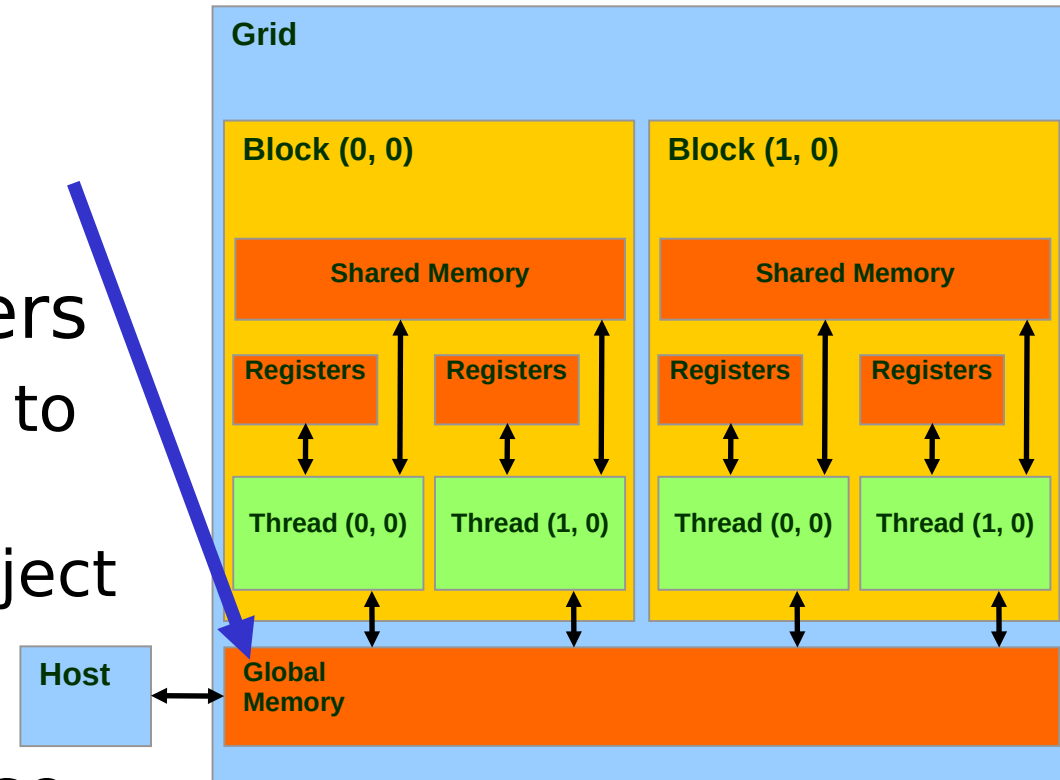 ers
to
ject
Grid
Block (0, 0)
Shared Memory
Registers
Registers
Thread (0, 0)
Thread (1, 0)
Block (1, 0)
Shared Memory
Registers
Registers
Thread (0, 0)
Thread (1, 0)
Host
Global
Memory